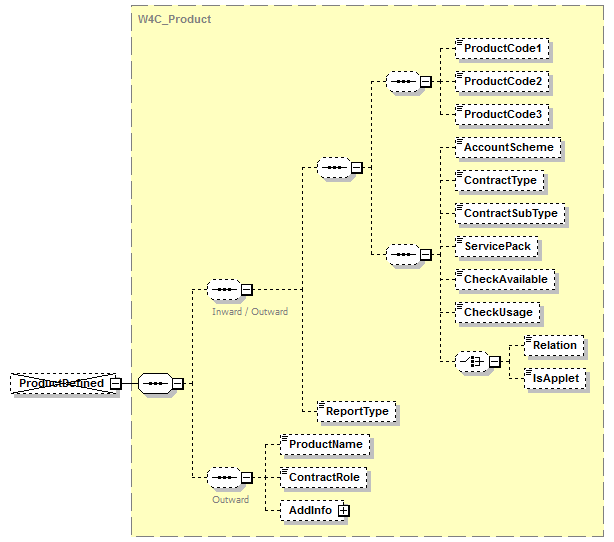 W4C_Product
ProductCode1
ProductCode2
ProductCode3
AccountScheme
ContractType
ContractSubType
ServicePack
CheckAvailable
CheckUsage
Relation
IsApplet
Inward / Outward
ProductDefined
ReportType
ProductName
ContractRole
Outward
AddInfo